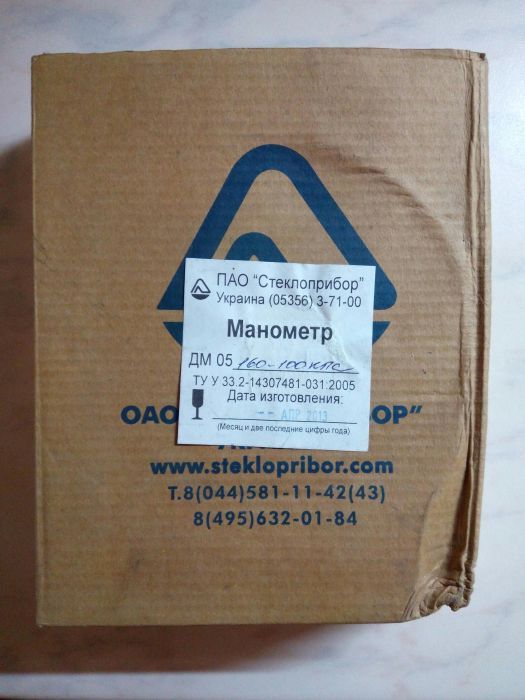 ПАО "Стеклоприбор"
Украина (05356) 3-71-00
Манометр
ДМ 05 160-100кПа
ТУ У 33.2-14307481-031:2005
Дата изготовления:
-- АПР 2013
(Месяц и две последние цифры года)
ОАО ОР"
www.steklopribor.com
Т.8(044)581-11-42(43)
8(495)632-01-84